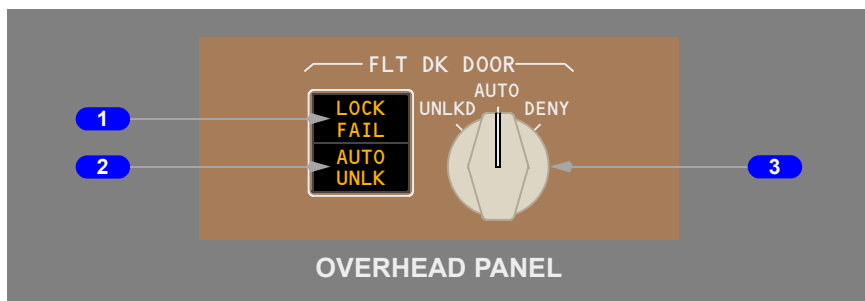 FLT DK DOOR
AUTO
UNLKD
DENY
LOCK
FAIL
AUTO
UNLK
1
2
3
OVERHEAD PANEL